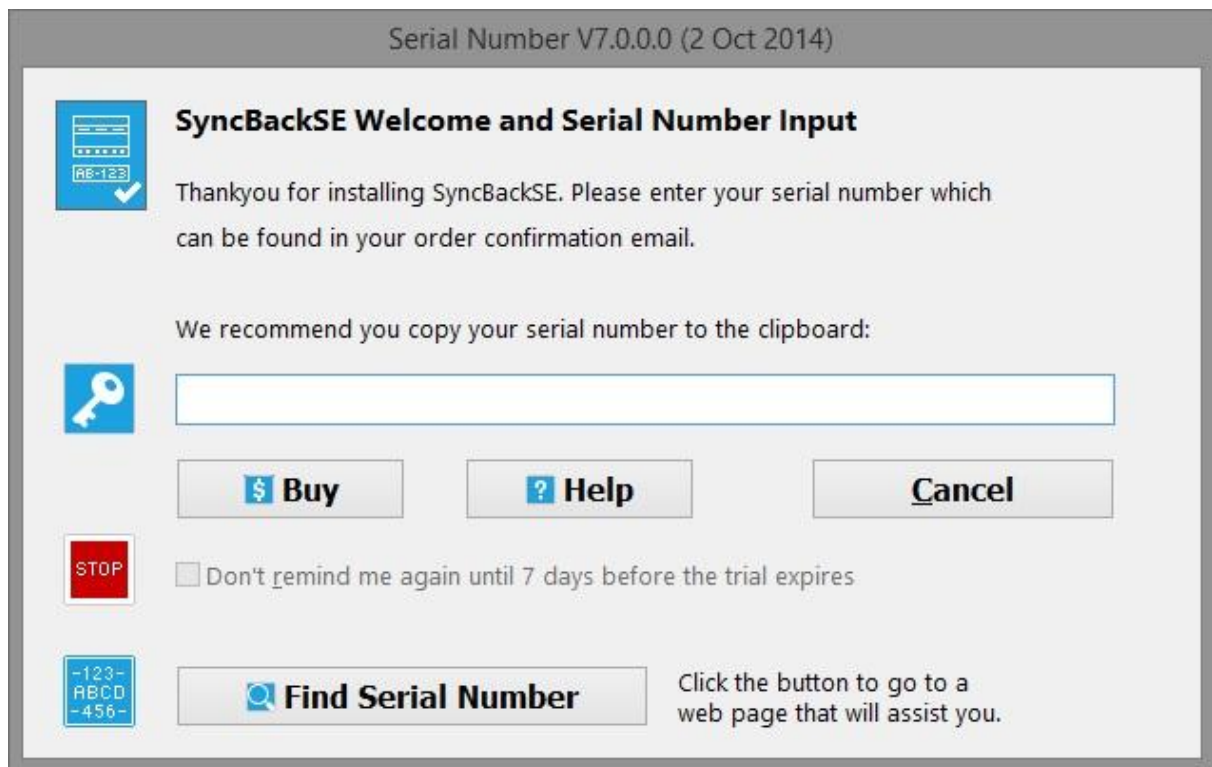 Serial Number V7.0.0.0 (2 Oct 2014)
SyncBackSE Welcome and Serial Number Input
AB-123
Thankyou for installing SyncBackSE. Please enter your serial number which
can be found in your order confirmation email.
We recommend you copy your serial number to the clipboard:
$ Buy
? Help
Cancel
STOP
Don't remind me again until 7 days before the trial expires
-123-
ABCD
-456-
Find Serial Number
Click the button to go to a
web page that will assist you.